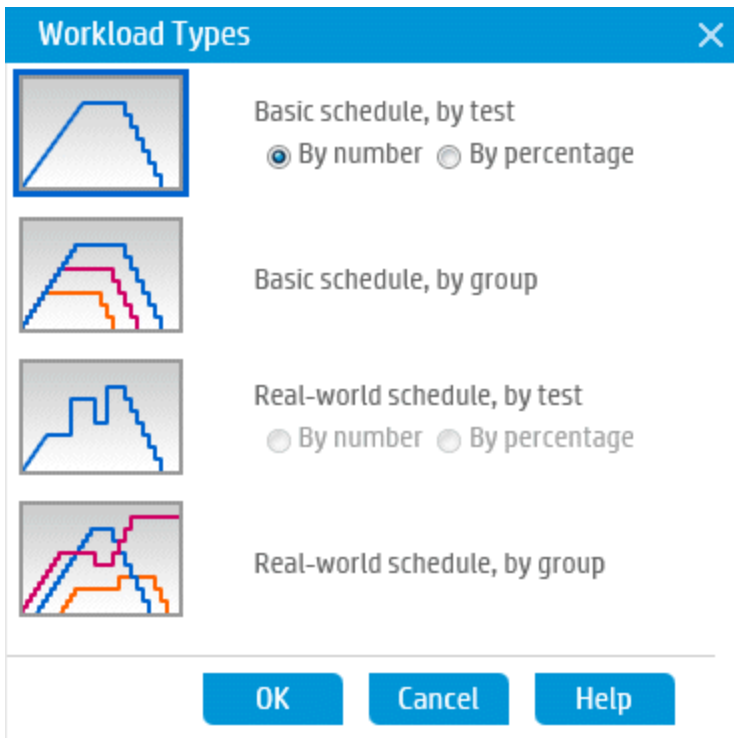 Workload Types
Basic schedule, by test
By number By percentage
Basic schedule, by group
Real-world schedule, by test
By number By percentage
Real-world schedule, by group
OK Cancel Help